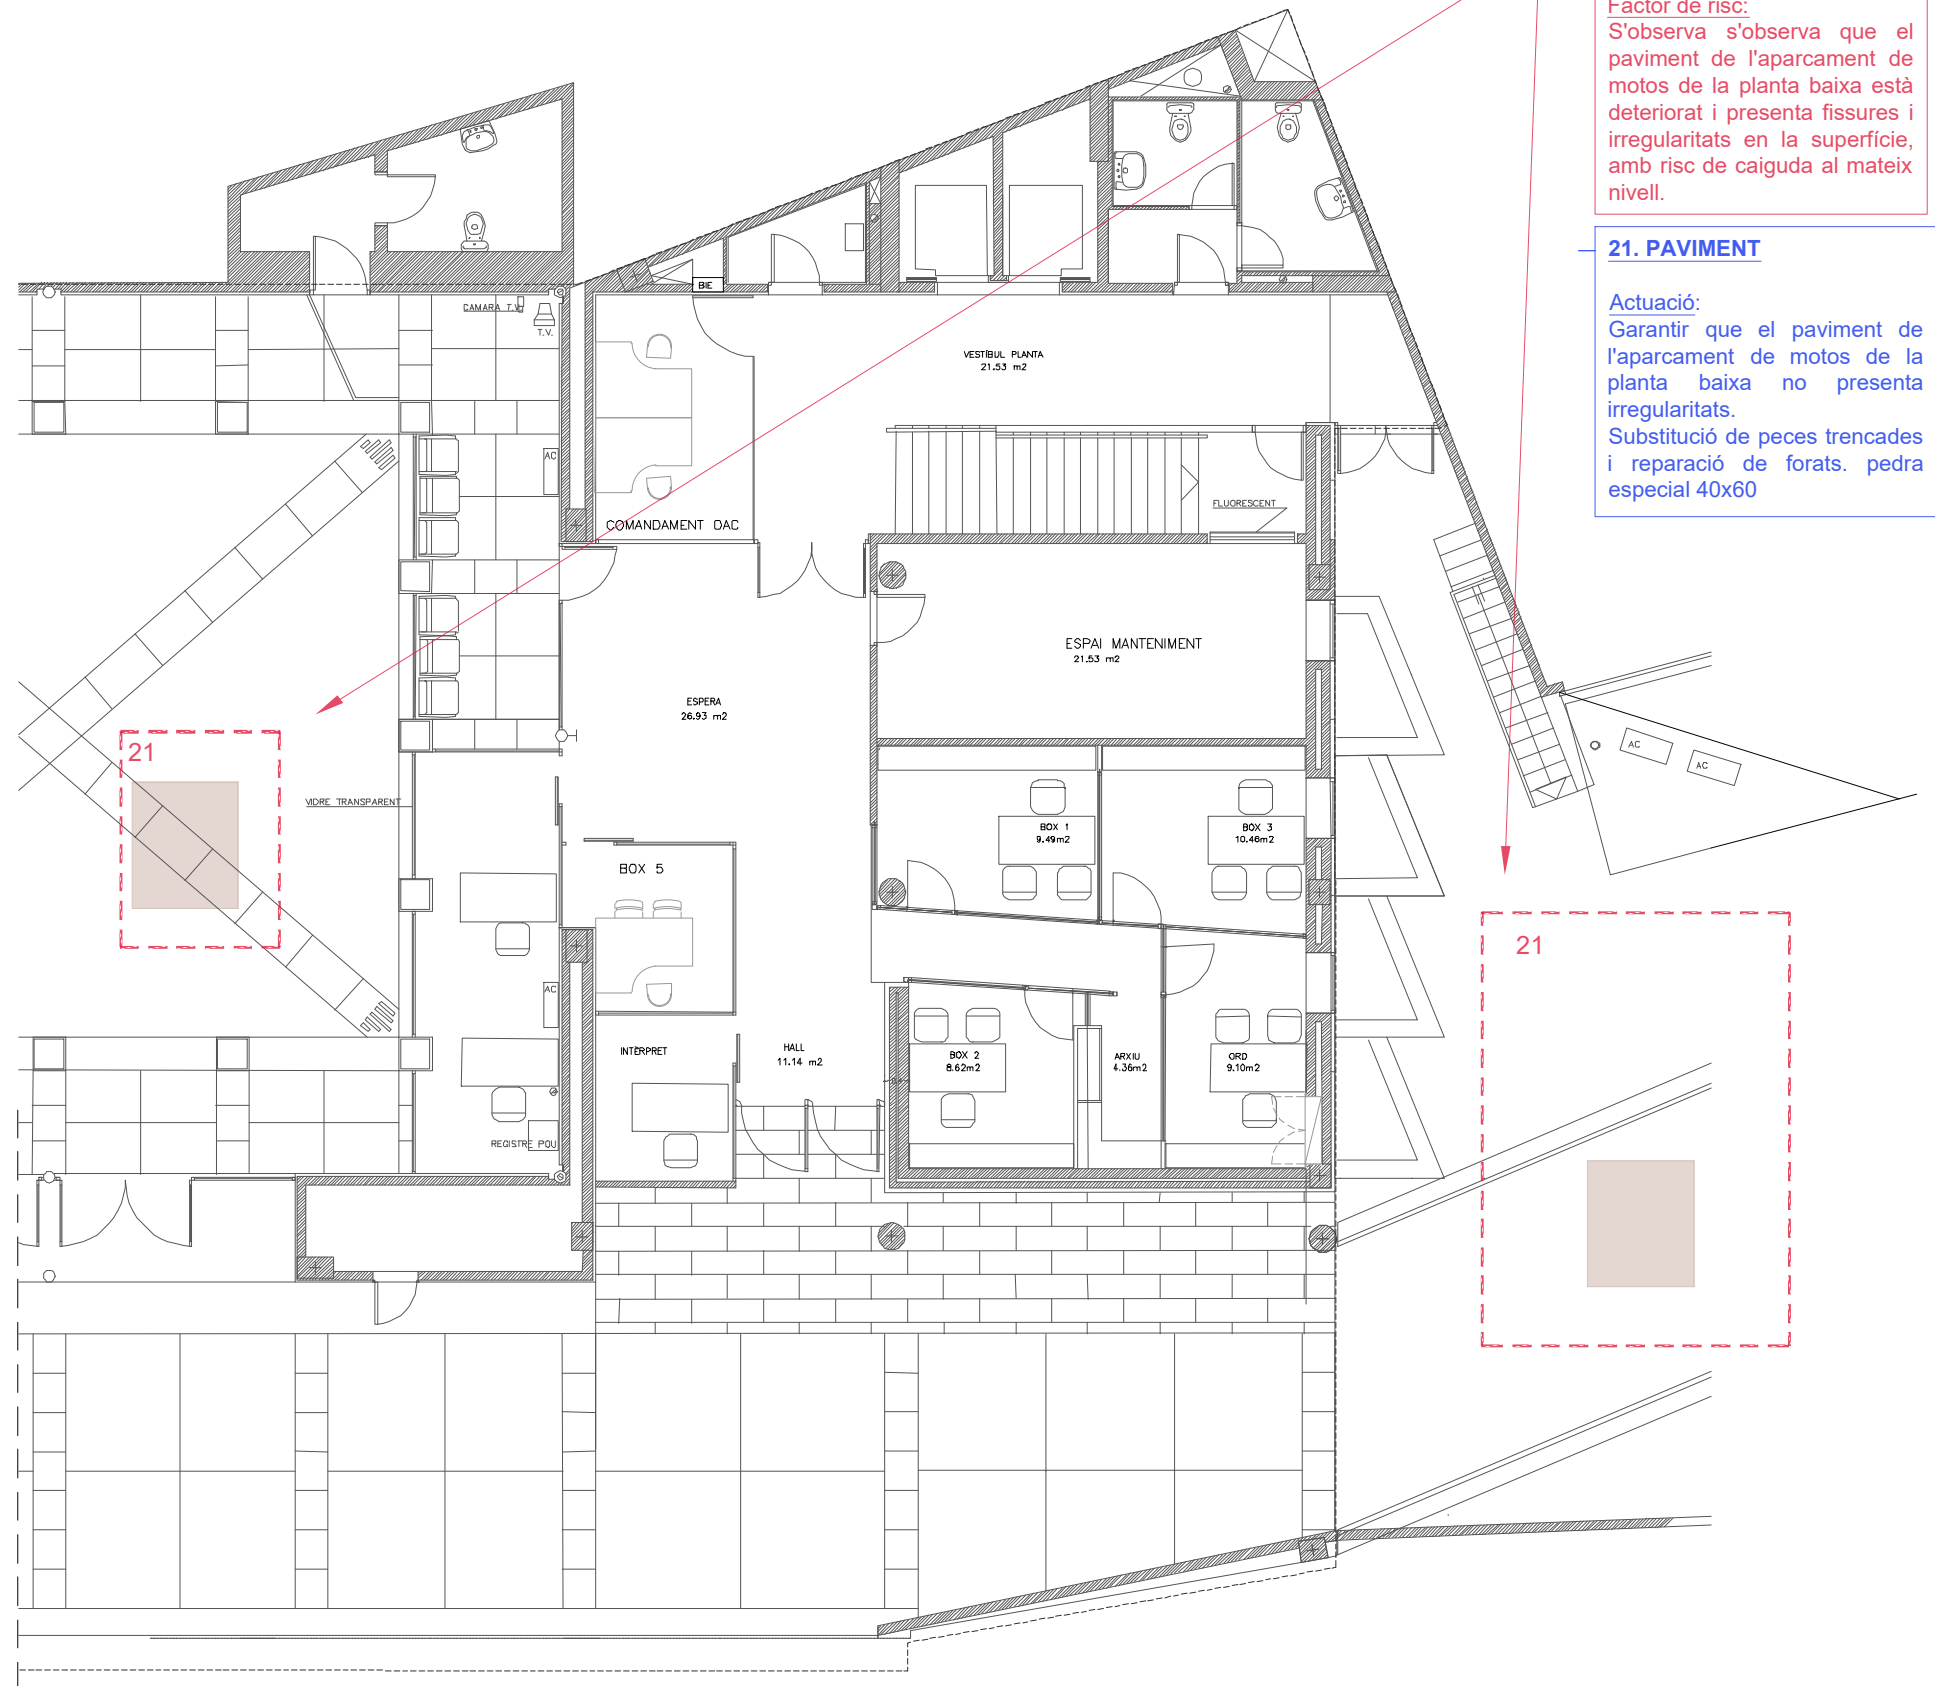 Factor de risc:
S'observa s'observa que el
paviment de l'aparcament de
motos de la planta baixa està
deteriorat i presenta fissures i
irregularitats en la superfície,
amb risc de caiguda al mateix
nivell.
21. PAVIMENT
Actuació:
Garantir que el paviment de
l'aparcament de motos de la
planta baixa no presenta
irregularitats.
Substitució de peces trencades
i reparació de forats. pedra
especial 40x60
BIE
CAMARA T.V.
T.V.
VESTÍBUL PLANTA
21.53 m2
AC
FLUORESCENT
COMANDAMENT OAC
ESPAI MANTENIMENT
21.53 m2
ESPERA
26.93 m2
21
AC
AC
VIDRE TRANSPARENT
BOX 1
9.49m2
BOX 3
10.46m2
BOX 5
21
AC
INTÈRPRET
HALL
11.14 m2
BOX 2
8.62m2
ARXIU
4.36m2
ORD
9.10m2
REGISTRE POU